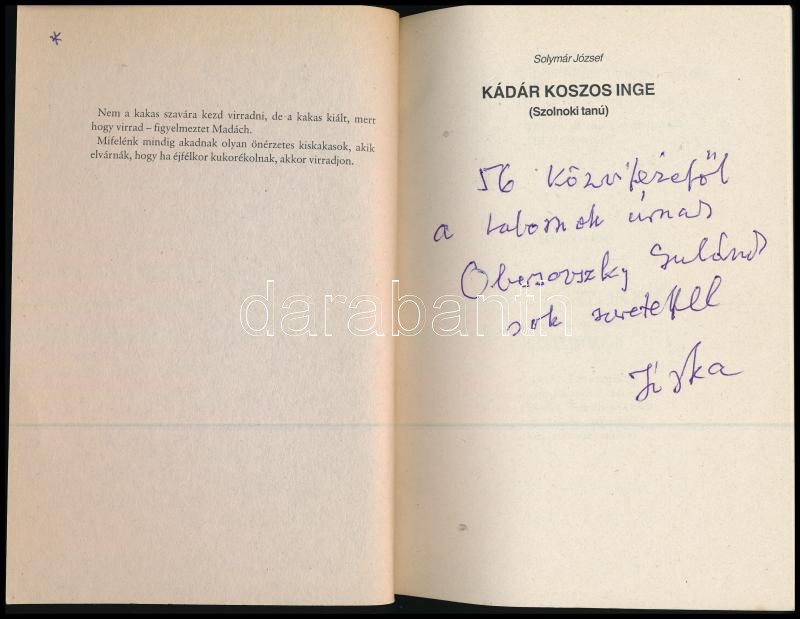 *
Nem a kakas szavára kezd virradni, de a kakas kiált, mert
hogy virrad – figyelmeztet Madách.
Mifelénk mindig akadnak olyan önérzetes kiskakasok, akik
elvárnák, hogy ha éjfélkor kukorékolnak, akkor virradjon.
Solymár József
KÁDÁR KOSZOS INGE
(Szolnoki tanú)
56 közvitézétől
a tábornok úrnak
Obersovszky Gulának
sok szeretettel
Jóska
darabanth